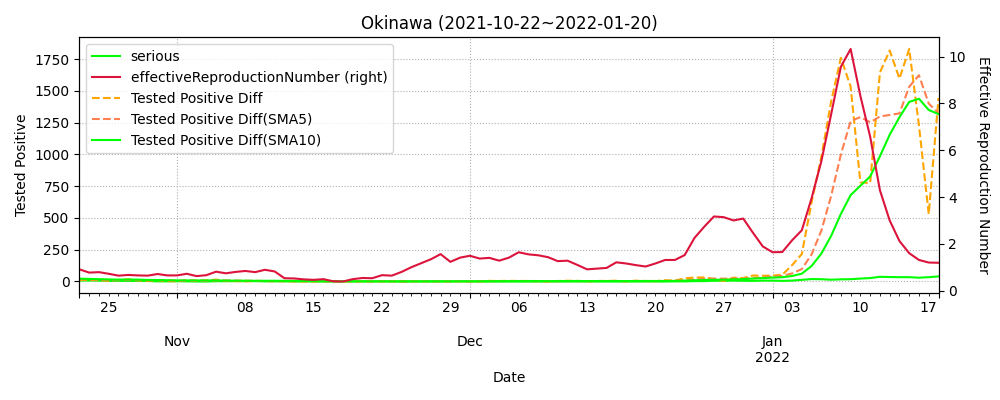 Okinawa (2021-10-22~2022-01-20)
serious
effectiveReproductionNumber (right)
Tested Positive Diff
Tested Positive Diff(SMA5)
Tested Positive Diff(SMA10)
Tested Positive
1750
1500
1250
1000
750
500
250
0
Effective Reproduction Number
10
8
6
4
2
0
25 08 15 22 29 06 13 20 27 03 10 17
Nov Dec Jan
2022
Date